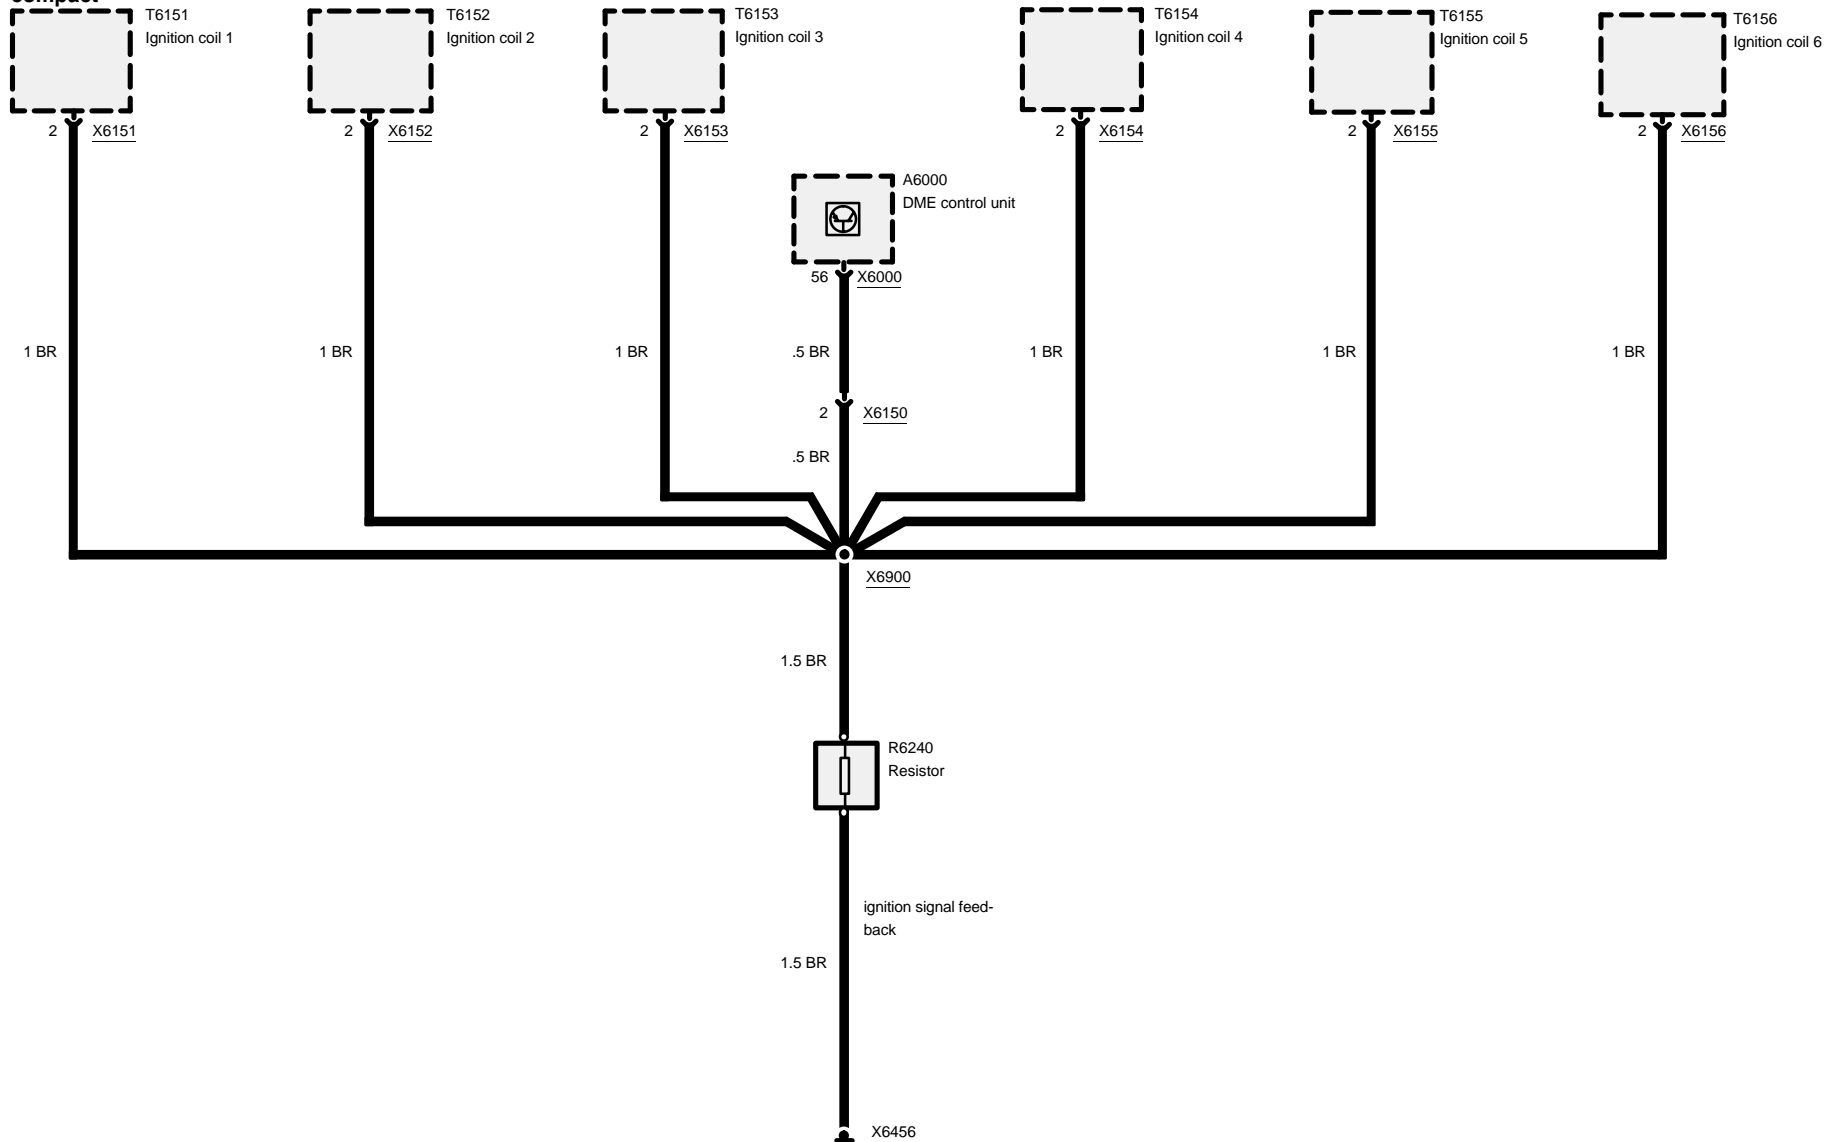 compact
T6151
Ignition coil 1
T6152
Ignition coil 2
T6153
Ignition coil 3
T6154
Ignition coil 4
T6155
Ignition coil 5
T6156
Ignition coil 6
2 X6151
2 X6152
2 X6153
2 X6154
2 X6155
2 X6156
A6000
DME control unit
56 X6000
1 BR
1 BR
1 BR
.5 BR
1 BR
1 BR
1 BR
2 X6150
.5 BR
X6900
1.5 BR
R6240
Resistor
ignition signal feed-
back
1.5 BR
X6456